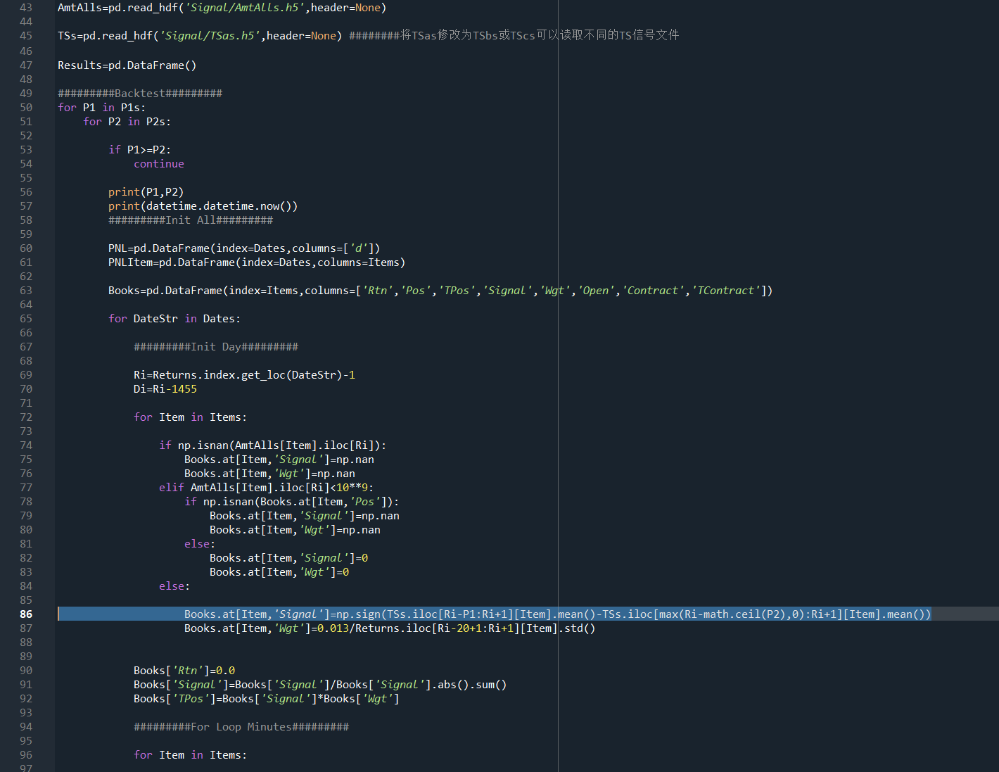 43 AmtAlls=pd.read_hdf('Signal/AmtAlls.h5',header=None)
44
45 TSs=pd.read_hdf('Signal/TSas.h5',header=None) ########将TSas修改为TSbs或TScs可以读取不同的TS信号文件
46
47 Results=pd.DataFrame()
48
49 #########Backtest#########
50 for P1 in P1s:
51     for P2 in P2s:
52
53         if P1>=P2:
54             continue
55
56         print(P1,P2)
57         print(datetime.datetime.now())
58         #########Init All#########
59
60         PNL=pd.DataFrame(index=Dates,columns=['d'])
61         PNLItem=pd.DataFrame(index=Dates,columns=Items)
62
63         Books=pd.DataFrame(index=Items,columns=['Rtn','Pos','TPos','Signal','Wgt','Open','Contract','TContract'])
64
65         for DateStr in Dates:
66
67             #########Init Day#########
68
69             Ri=Returns.index.get_loc(DateStr)-1
70             Di=Ri-1455
71
72             for Item in Items:
73
74                 if np.isnan(AmtAlls[Item].iloc[Ri]):
75                     Books.at[Item,'Signal']=np.nan
76                     Books.at[Item,'Wgt']=np.nan
77                 elif AmtAlls[Item].iloc[Ri]<10**9:
78                     if np.isnan(Books.at[Item,'Pos']):
79                         Books.at[Item,'Signal']=np.nan
80                         Books.at[Item,'Wgt']=np.nan
81                     else:
82                         Books.at[Item,'Signal']=0
83                         Books.at[Item,'Wgt']=0
84                 else:
85
86                     Books.at[Item,'Signal']=np.sign(TSs.iloc[Ri-P1:Ri+1][Item].mean()-TSs.iloc[max(Ri-math.ceil(P2),0):Ri+1][Item].mean())
87                     Books.at[Item,'Wgt']=0.013/Returns.iloc[Ri-20+1:Ri+1][Item].std()
88
89
90             Books['Rtn']=0.0
91             Books['Signal']=Books['Signal']/Books['Signal'].abs().sum()
92             Books['TPos']=Books['Signal']*Books['Wgt']
93
94             #########For Loop Minutes#########
95
96             for Item in Items:
97